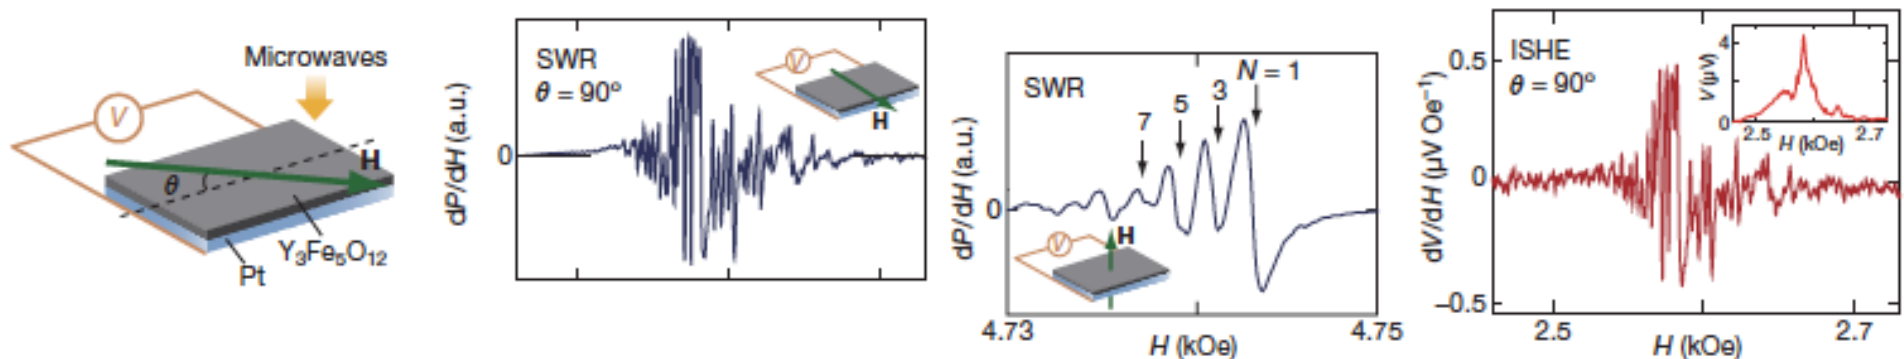 Microwaves
V
H
θ
Y₃Fe₅O₁₂
Pt
SWR
θ = 90°
V
H
dP/dH (a.u.)
0
SWR
N = 1
3
5
7
dP/dH (a.u.)
0
V
H
4.73
4.75
H (kOe)
ISHE
θ = 90°
dV/dH (μV Oe⁻¹)
0.5
0
–0.5
2.5
2.7
H (kOe)
V (μV)
4
0
2.5
2.7
H (kOe)